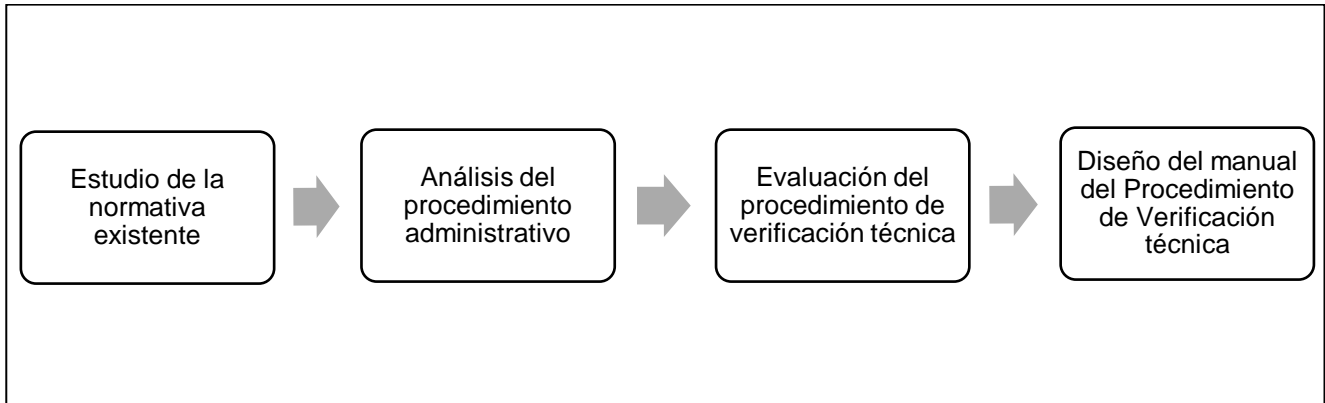 Estudio de la
normativa
existente
Análisis del
procedimiento
administrativo
Evaluación del
procedimiento de
verificación técnica
Diseño del manual
del Procedimiento
de Verificación
técnica